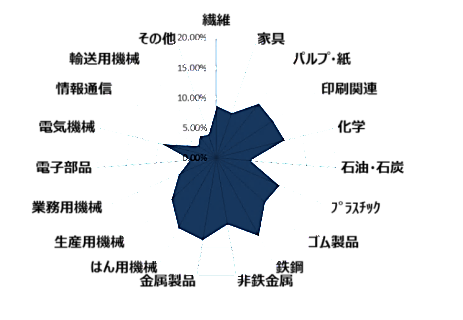 繊維
家具
パルプ・紙
印刷関連
化学
石油・石炭
プラスチック
ゴム製品
鉄鋼
非鉄金属
金属製品
はん用機械
生産用機械
業務用機械
電子部品
電気機械
情報通信
輸送用機械
その他
20.00%
15.00%
10.00%
5.00%
0.00%